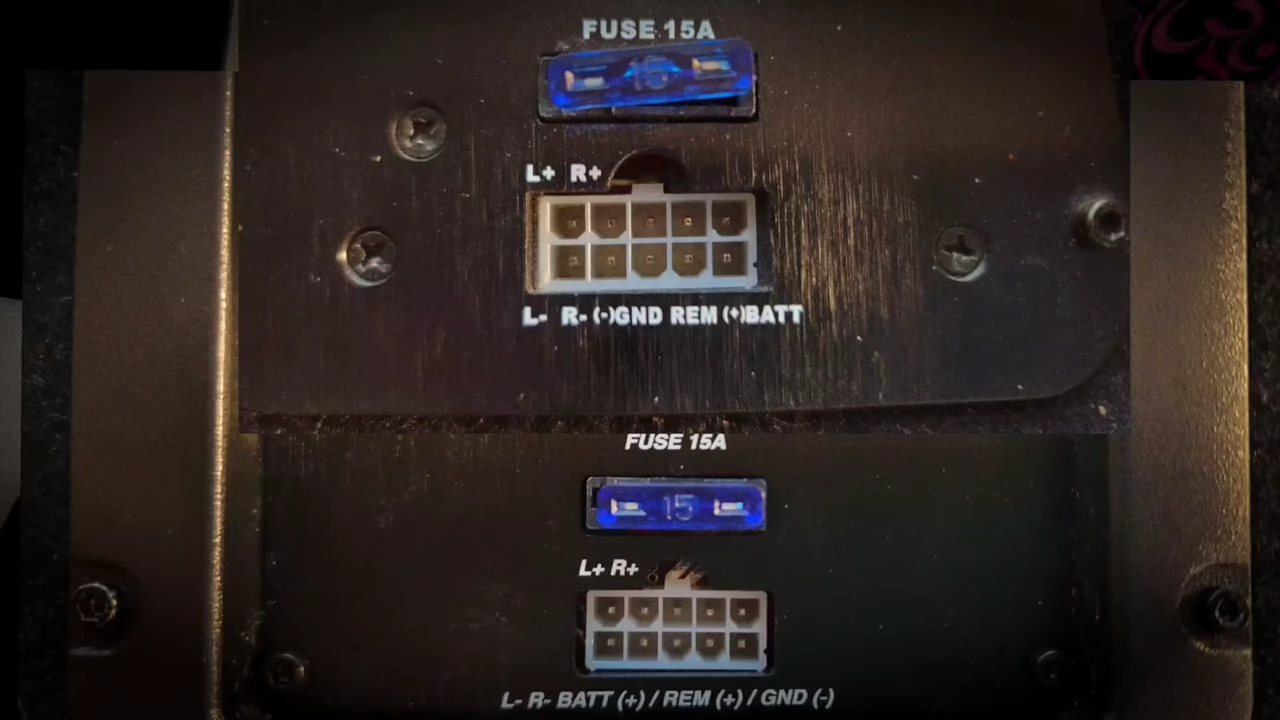 FUSE 15A
15
L+ R+
L- R- (-)GND REM (+)BATT
FUSE 15A
15
L+ R+
L- R- BATT (+) / REM (+) / GND (-)